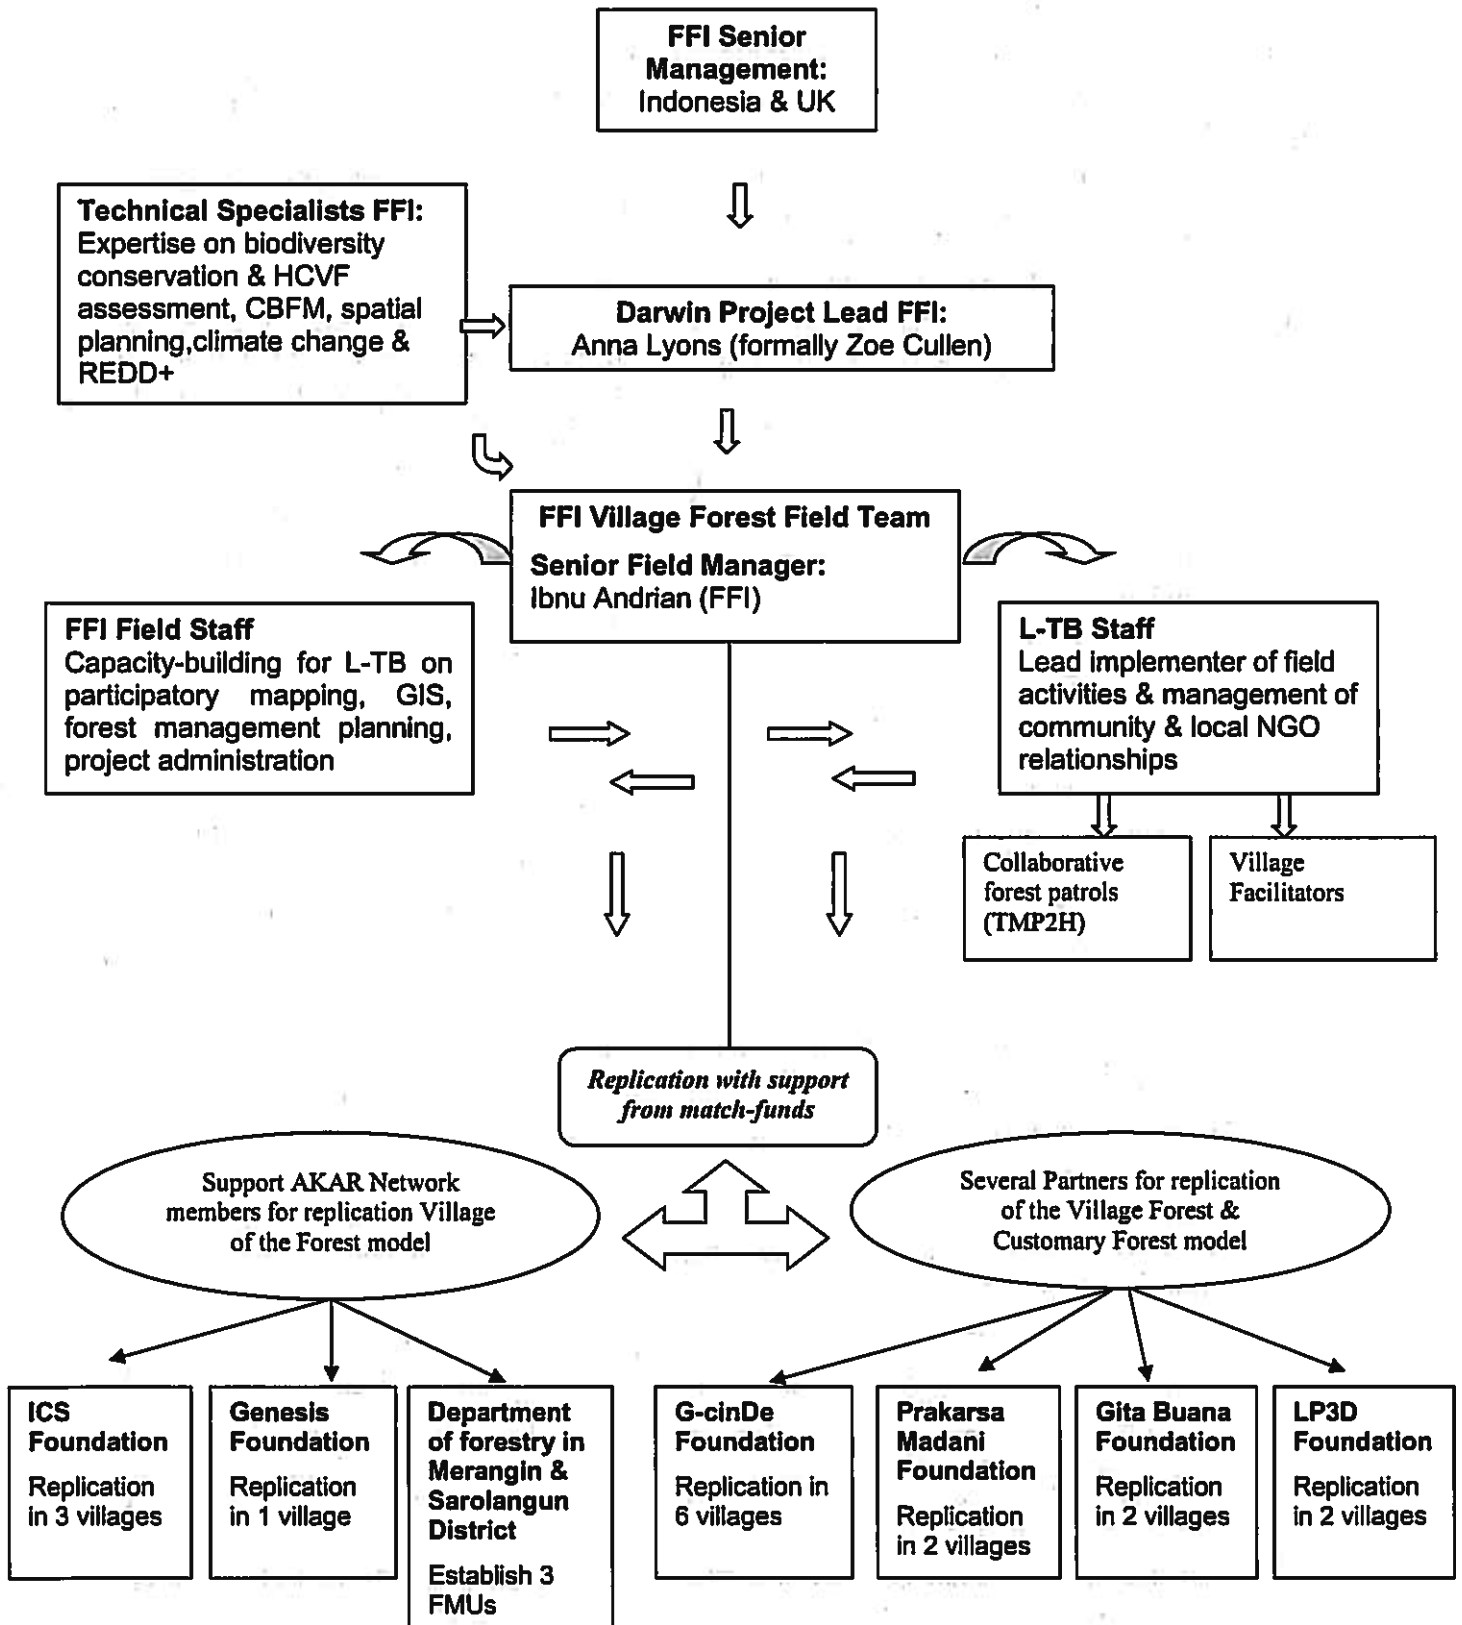 FFI Senior
Management:
Indonesia & UK
Technical Specialists FFI:
Expertise on biodiversity
conservation & HCVF
assessment, CBFM, spatial
planning,climate change &
REDD+
Darwin Project Lead FFI:
Anna Lyons (formally Zoe Cullen)
FFI Village Forest Field Team
Senior Field Manager:
Ibnu Andrian (FFI)
FFI Field Staff
Capacity-building for L-TB on
participatory mapping, GIS,
forest management planning,
project administration
L-TB Staff
Lead implementer of field
activities & management of
community & local NGO
relationships
Collaborative
forest patrols
(TMP2H)
Village
Facilitators
Replication with support
from match-funds
Support AKAR Network
members for replication Village
of the Forest model
Several Partners for replication
of the Village Forest &
Customary Forest model
ICS
Foundation
Replication
in 3 villages
Genesis
Foundation
Replication
in 1 village
Department
of forestry in
Merangin &
Sarolangun
District
Establish 3
FMUs
G-cinDe
Foundation
Replication in
6 villages
Prakarsa
Madani
Foundation
Replication
in 2 villages
Gita Buana
Foundation
Replication
in 2 villages
LP3D
Foundation
Replication
in 2 villages